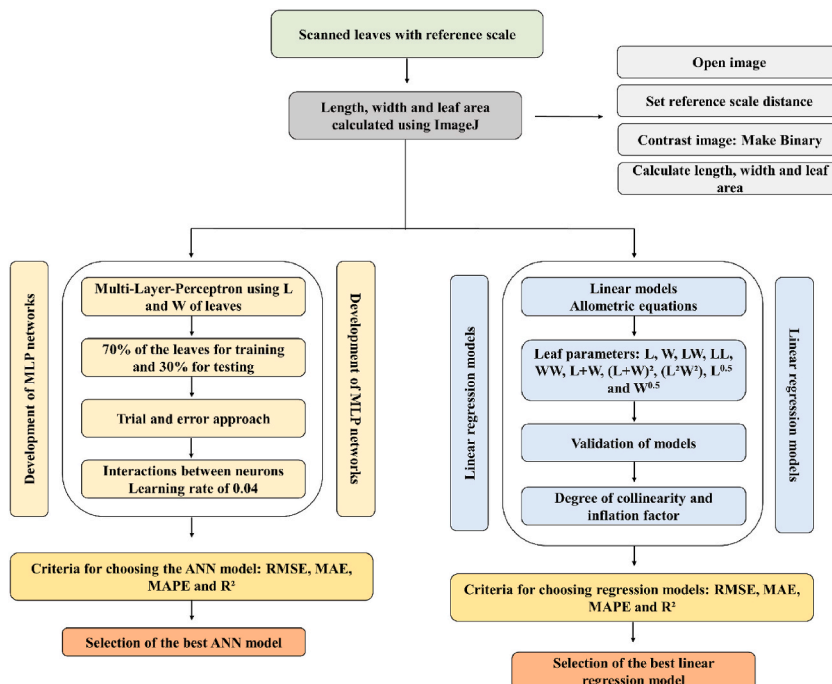 Scanned leaves with reference scale
Length, width and leaf area
calculated using ImageJ
Open image
Set reference scale distance
Contrast image: Make Binary
Calculate length, width and leaf
area
Development of MLP networks
Multi-Layer-Perceptron using L
and W of leaves
70% of the leaves for training
and 30% for testing
Trial and error approach
Interactions between neurons
Learning rate of 0.04
Development of MLP networks
Criteria for choosing the ANN model: RMSE, MAE,
MAPE and R²
Selection of the best ANN model
Linear regression models
Linear models
Allometric equations
Leaf parameters: L, W, LW, LL,
WW, L+W, (L+W)², (L²W²), L⁰·⁵
and W⁰·⁵
Validation of models
Degree of collinearity and
inflation factor
Linear regression models
Criteria for choosing regression models: RMSE, MAE,
MAPE and R²
Selection of the best linear
regression model